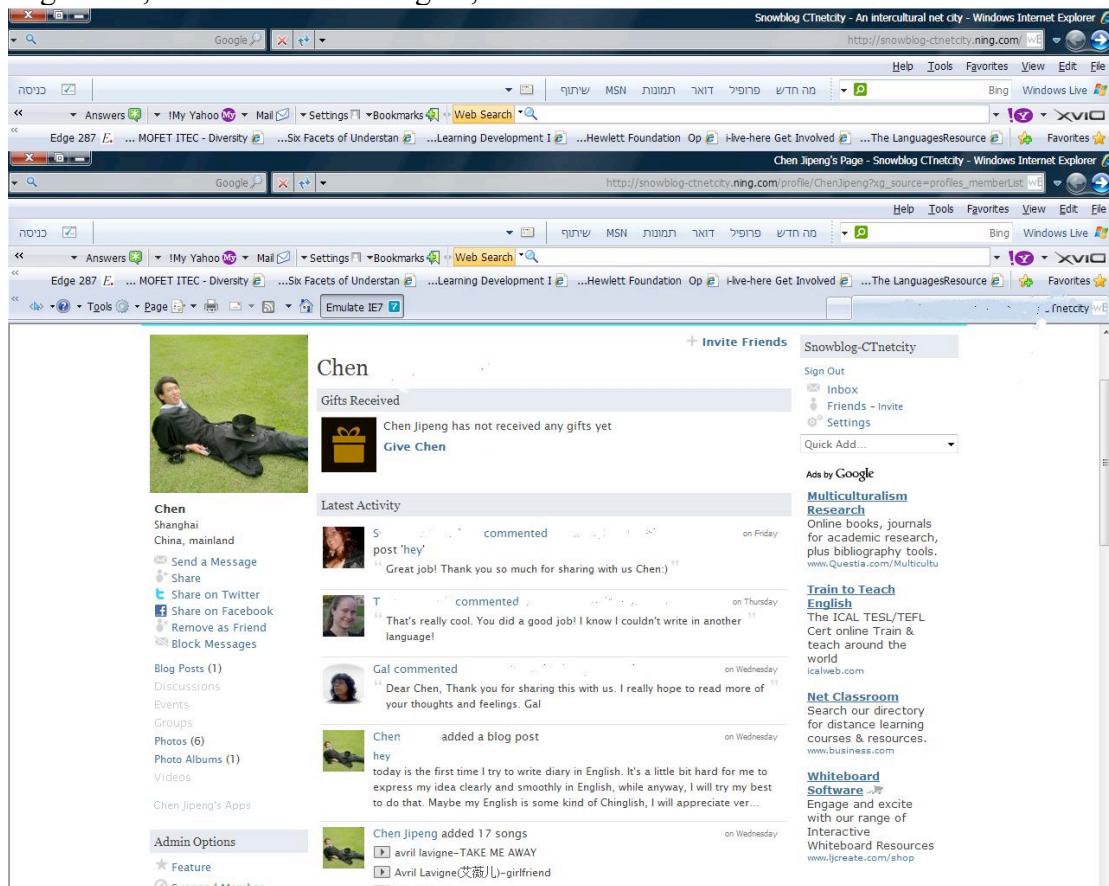 Snowblog CTnetcity - An intercultural net city - Windows Internet Explorer
Google
http://snowblog-ctnetcity.ning.com/
Help Tools Favorites View Edit File
כניסה שיתוף MSN תמונות דואר פרופיל מה חדש Bing Windows Live
« Answers !My Yahoo Mail Settings Bookmarks Web Search
Edge 287 ... MOFET ITEC - Diversity ...Six Facets of Understan ...Learning Development I ...Hewlett Foundation Op Hive-here Get Involved ...The LanguagesResource Favorites
Chen Jipeng's Page - Snowblog CTnetcity - Windows Internet Explorer
Google
http://snowblog-ctnetcity.ning.com/profile/ChenJipeng?xg_source=profiles_memberList
Help Tools Favorites View Edit File
כניסה שיתוף MSN תמונות דואר פרופיל מה חדש Bing Windows Live
« Answers !My Yahoo Mail Settings Bookmarks Web Search
Edge 287 ... MOFET ITEC - Diversity ...Six Facets of Understan ...Learning Development I ...Hewlett Foundation Op Hive-here Get Involved ...The LanguagesResource Favorites
Tools Page Emulate IE7
+ Invite Friends
Chen
Gifts Received
Chen Jipeng has not received any gifts yet
Give Chen
Chen
Shanghai
China, mainland
Send a Message
Share
Share on Twitter
Share on Facebook
Remove as Friend
Block Messages
Blog Posts (1)
Discussions
Events
Groups
Photos (6)
Photo Albums (1)
Videos
Chen Jipeng's Apps
Admin Options
Feature
Latest Activity
commented on Friday
post 'hey'
"Great job! Thank you so much for sharing with us Chen:)"
T commented on Thursday
"That's really cool. You did a good job! I know I couldn't write in another
language!"
Gal commented on Wednesday
"Dear Chen, Thank you for sharing this with us. I really hope to read more of
your thoughts and feelings. Gal"
Chen added a blog post on Wednesday
hey
today is the first time I try to write diary in English. It's a little bit hard for me to
express my idea clearly and smoothly in English, while anyway, I will try my best
to do that. Maybe my English is some kind of Chinglish, I will appreciate ver...
Chen Jipeng added 17 songs on Wednesday
avril lavigne-TAKE ME AWAY
Avril Lavigne(艾薇儿)-girlfriend
Snowblog-CTnetcity
Sign Out
Inbox
Friends - Invite
Settings
Quick Add...
Ads by Google
Multiculturalism
Research
Online books, journals
for academic research,
plus bibliography tools.
www.Questia.com/Multicultu
Train to Teach
English
The ICAL TESL/TEFL
Cert online Train &
teach around the
world
icalweb.com
Net Classroom
Search our directory
for distance learning
courses & resources.
www.business.com
Whiteboard
Software
Engage and excite
with our range of
Interactive
Whiteboard Resources
www.ljcreate.com/shop